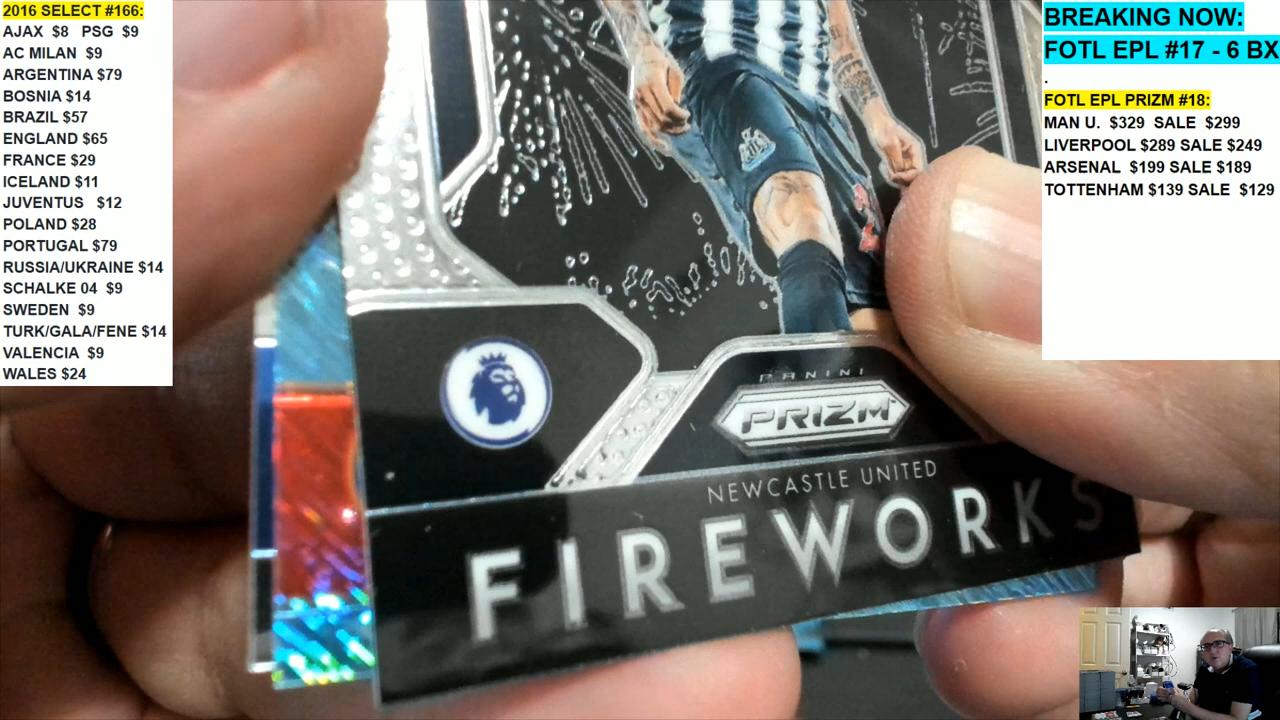 2016 SELECT #166:
AJAX $8 PSG $9
AC MILAN $9
ARGENTINA $79
BOSNIA $14
BRAZIL $57
ENGLAND $65
FRANCE $29
ICELAND $11
JUVENTUS $12
POLAND $28
PORTUGAL $79
RUSSIA/UKRAINE $14
SCHALKE 04 $9
SWEDEN $9
TURK/GALA/FENE $14
VALENCIA $9
WALES $24
BREAKING NOW:
FOTL EPL #17 - 6 BX
.
FOTL EPL PRIZM #18:
MAN U. $329 SALE $299
LIVERPOOL $289 SALE $249
ARSENAL $199 SALE $189
TOTTENHAM $139 SALE $129
PANINI
PRIZM
NEWCASTLE UNITED
FIREWORKS